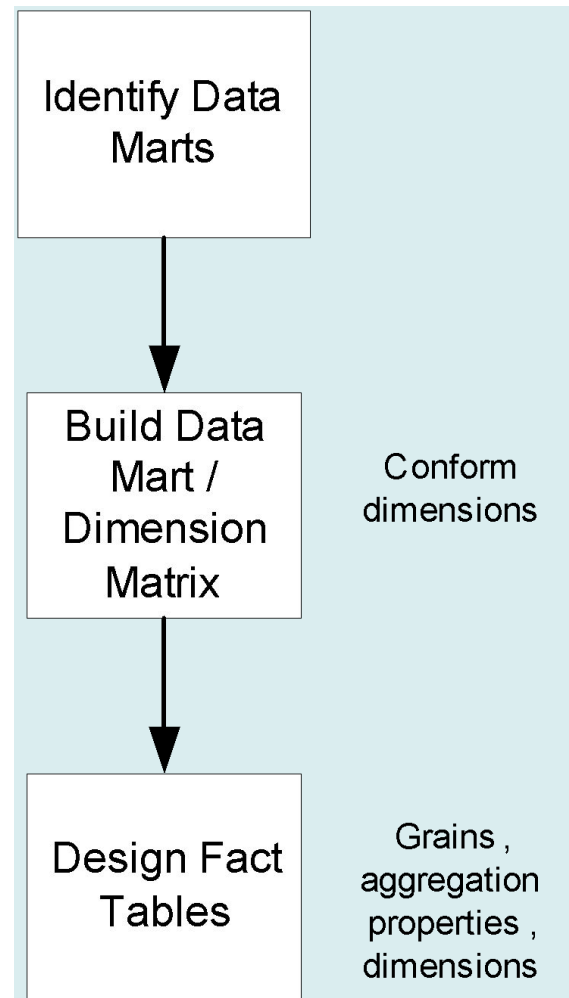 Identify Data
Marts
Build Data
Mart /
Dimension
Matrix
Conform
dimensions
Design Fact
Tables
Grains ,
aggregation
properties ,
dimensions